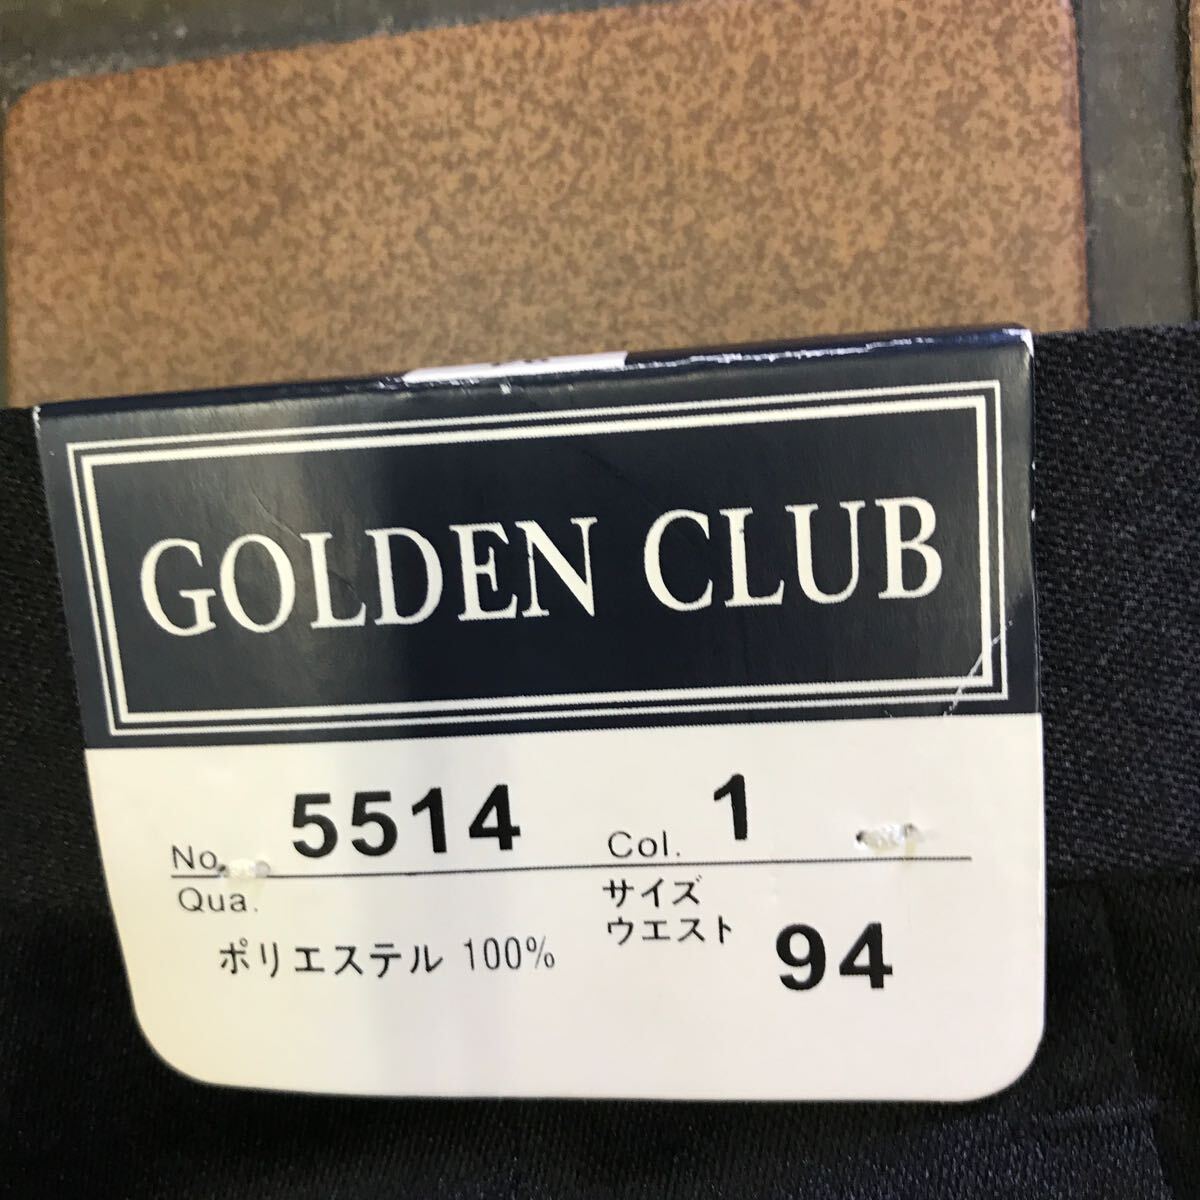 GOLDEN CLUB
No. 5514 Col. 1
Qua. サイズ
ウエスト 94
ポリエステル 100%